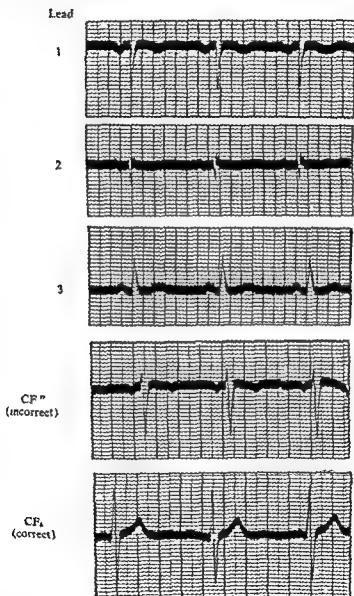 Lead
1
2
3
CF
(incorrect)
CF
(correct)